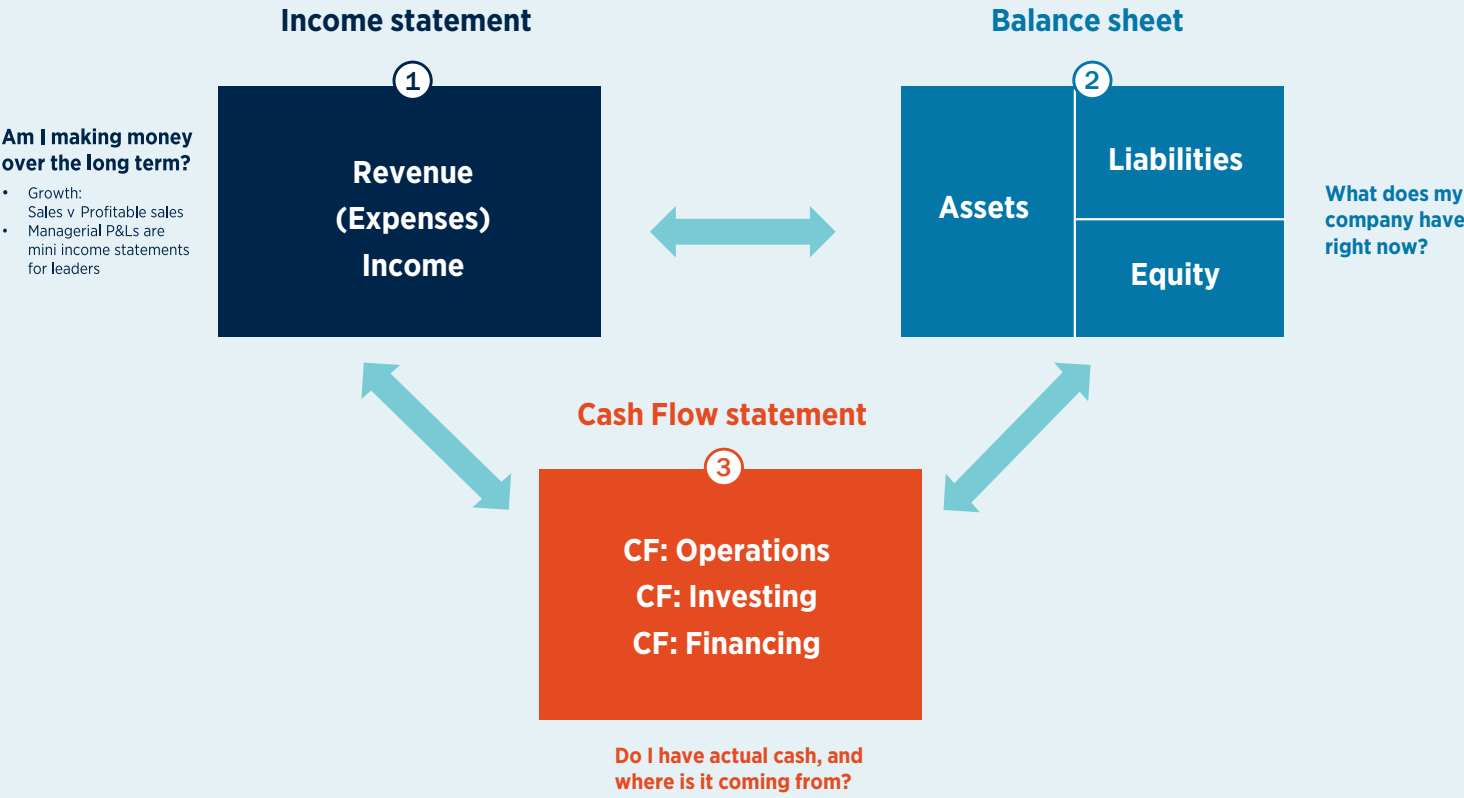 Income statement
1
Am I making money
over the long term?
• Growth:
Sales v Profitable sales
• Managerial P&Ls are
mini income statements
for leaders
Revenue
(Expenses)
Income
Balance sheet
2
Assets
Liabilities
Equity
What does my
company have
right now?
Cash Flow statement
3
CF: Operations
CF: Investing
CF: Financing
Do I have actual cash, and
where is it coming from?